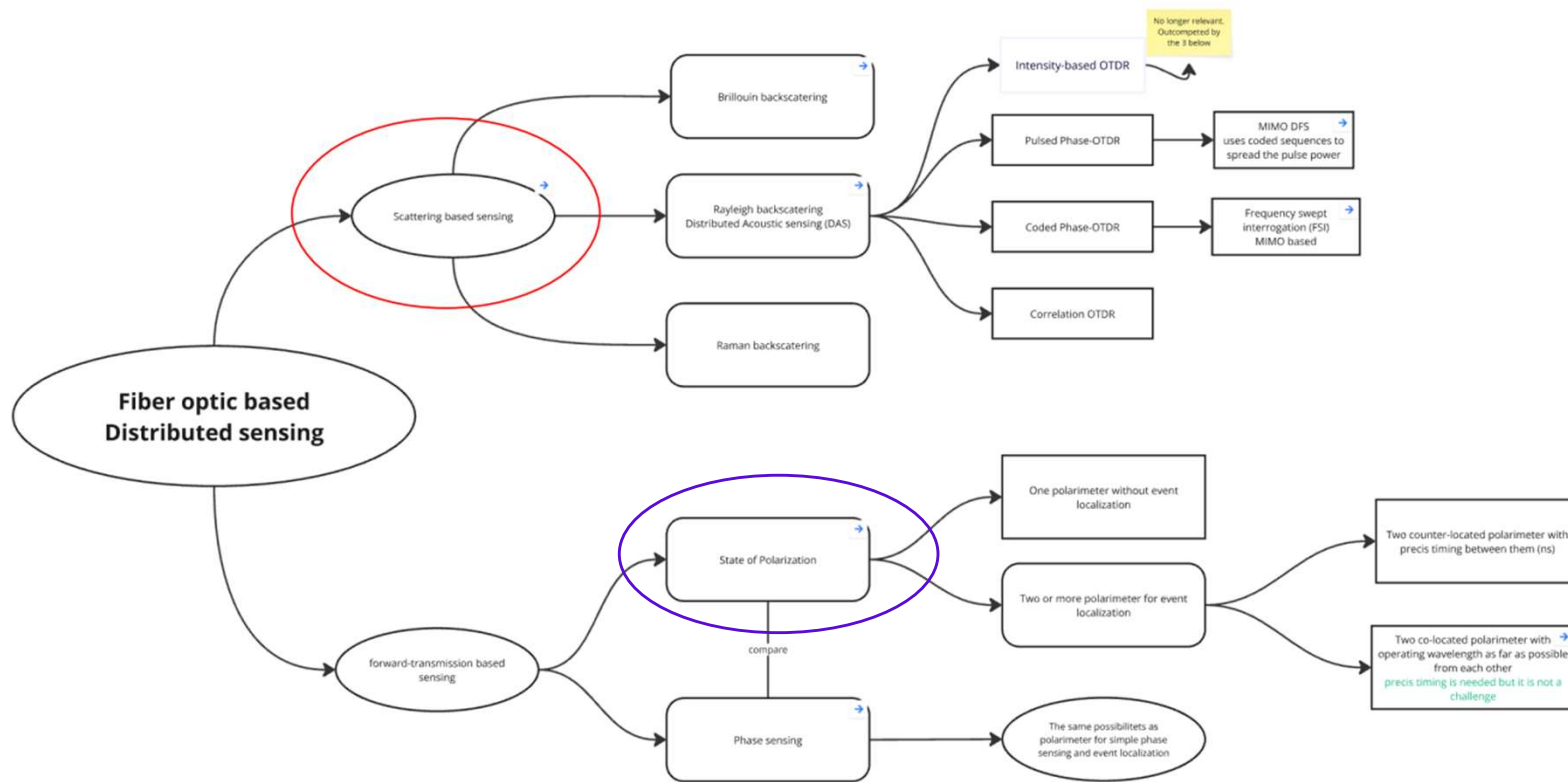 No longer relevant.
Outcompeted by
the 3 below
Intensity-based OTDR
Brillouin backscatering
Pulsed Phase-OTDR
MIMO DFS
uses coded sequences to
spread the pulse power
Scattering based sensing
Rayleigh backscatering
Distributed Acoustic sensing (DAS)
Coded Phase-OTDR
Frequency swept
interrogation (FSI)
MIMO based
Correlation OTDR
Raman backscatering
Fiber optic based
Distributed sensing
One polarimeter without event
localization
State of Polarization
Two counter-located polarimeter with
precis timing between them (ns)
Two or more polarimeter for event
localization
compare
forward-transmission based
sensing
Two co-located polarimeter with
operating wavelength as far as possible
from each other
precis timing is needed but it is not a
challenge
Phase sensing
The same possibilitets as
polarimeter for simple phase
sensing and event localization